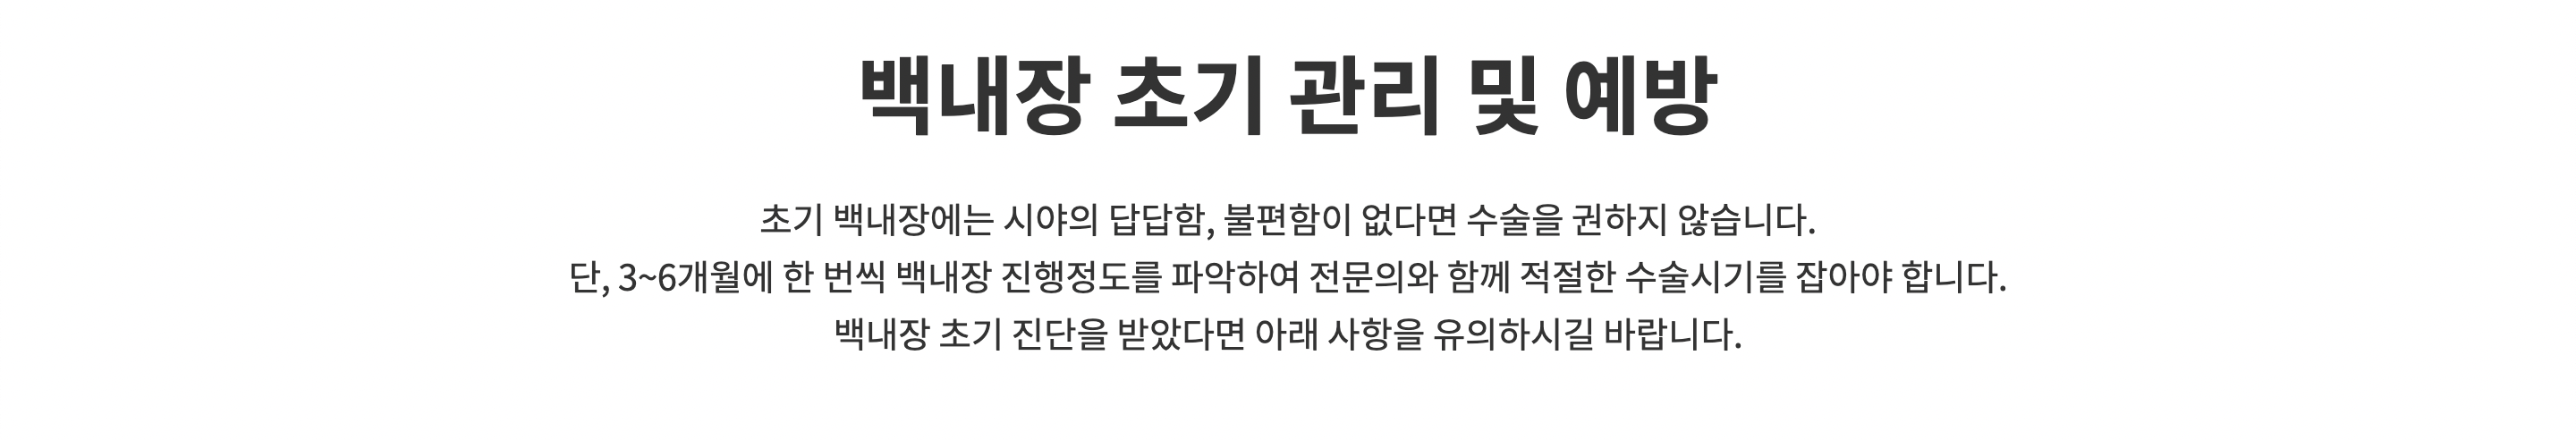 백내장 초기 관리 및 예방
초기 백내장에는 시야의 답답함, 불편함이 없다면 수술을 권하지 않습니다.
단, 3~6개월에 한 번씩 백내장 진행정도를 파악하여 전문의와 함께 적절한 수술시기를 잡아야 합니다.
백내장 초기 진단을 받았다면 아래 사항을 유의하시길 바랍니다.